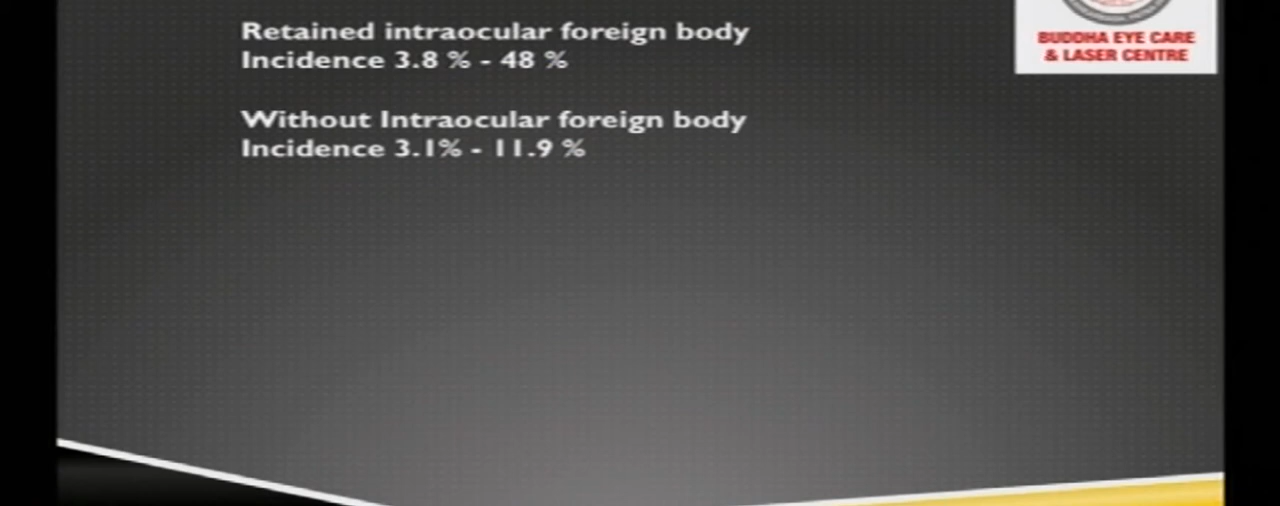 Retained intraocular foreign body
Incidence 3.8 % - 48 %
Without Intraocular foreign body
Incidence 3.1% - 11.9 %
BUDDHA EYE CARE
& LASER CENTRE